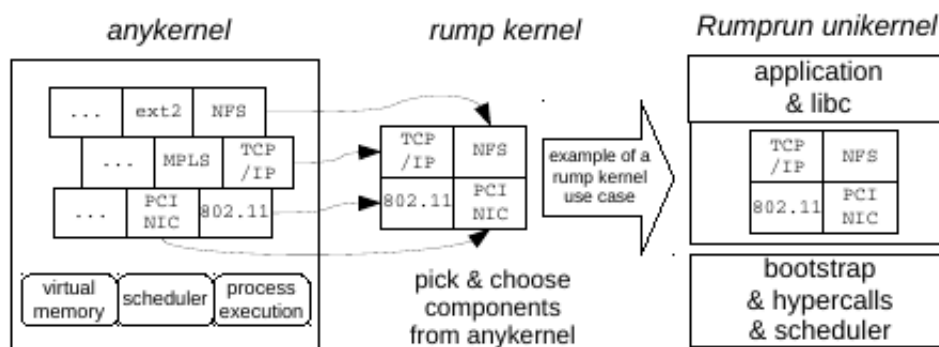 anykernel
... ext2 NFS
... MPLS TCP
/IP
... PCI
NIC 802.11
virtual
memory
scheduler
process
execution
rump kernel
TCP
/IP
NFS
802.11
PCI
NIC
pick & choose
components
from anykernel
example of a
rump kernel
use case
Rumprun unikernel
application
& libc
TCP
/IP
NFS
802.11
PCI
NIC
bootstrap
& hypercalls
& scheduler